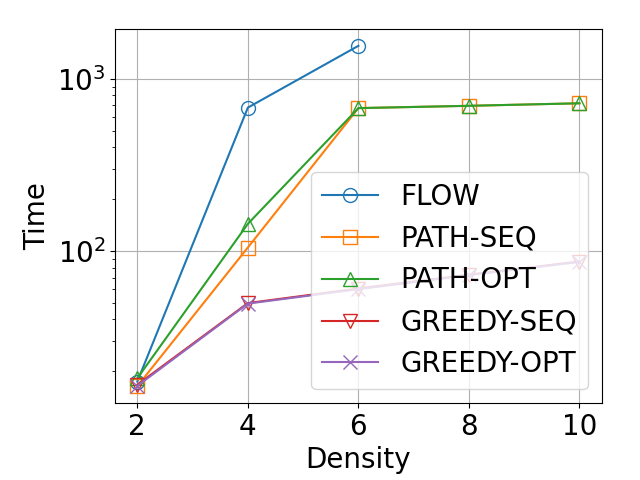 10³
10²
Time
2 4 6 8 10
Density
FLOW
PATH-SEQ
PATH-OPT
GREEDY-SEQ
GREEDY-OPT